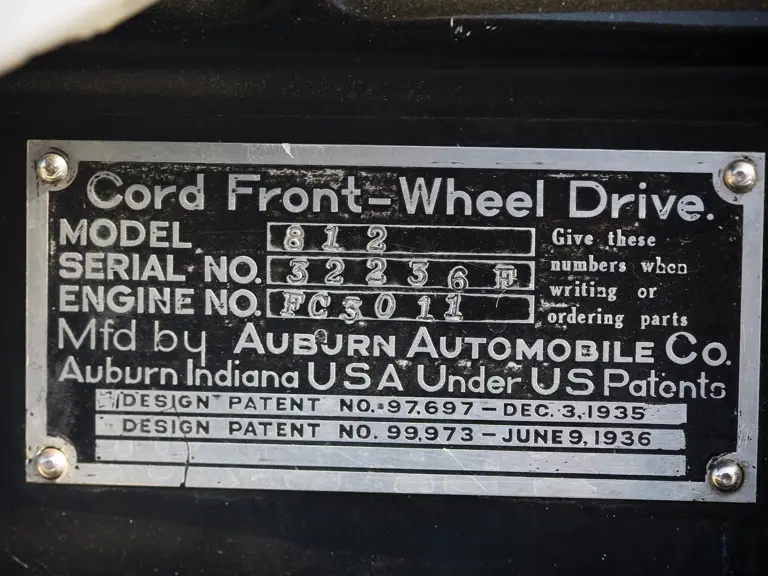 Cord Front-Wheel Drive.
MODEL 812
SERIAL NO. 32236 F
ENGINE NO. FC3011
Give these
numbers when
writing or
ordering parts
Mfd by AUBURN AUTOMOBILE CO.
Auburn Indiana USA Under US Patents
DESIGN PATENT NO. 97,697 - DEC. 3, 1935
DESIGN PATENT NO. 99,973 - JUNE 9, 1936